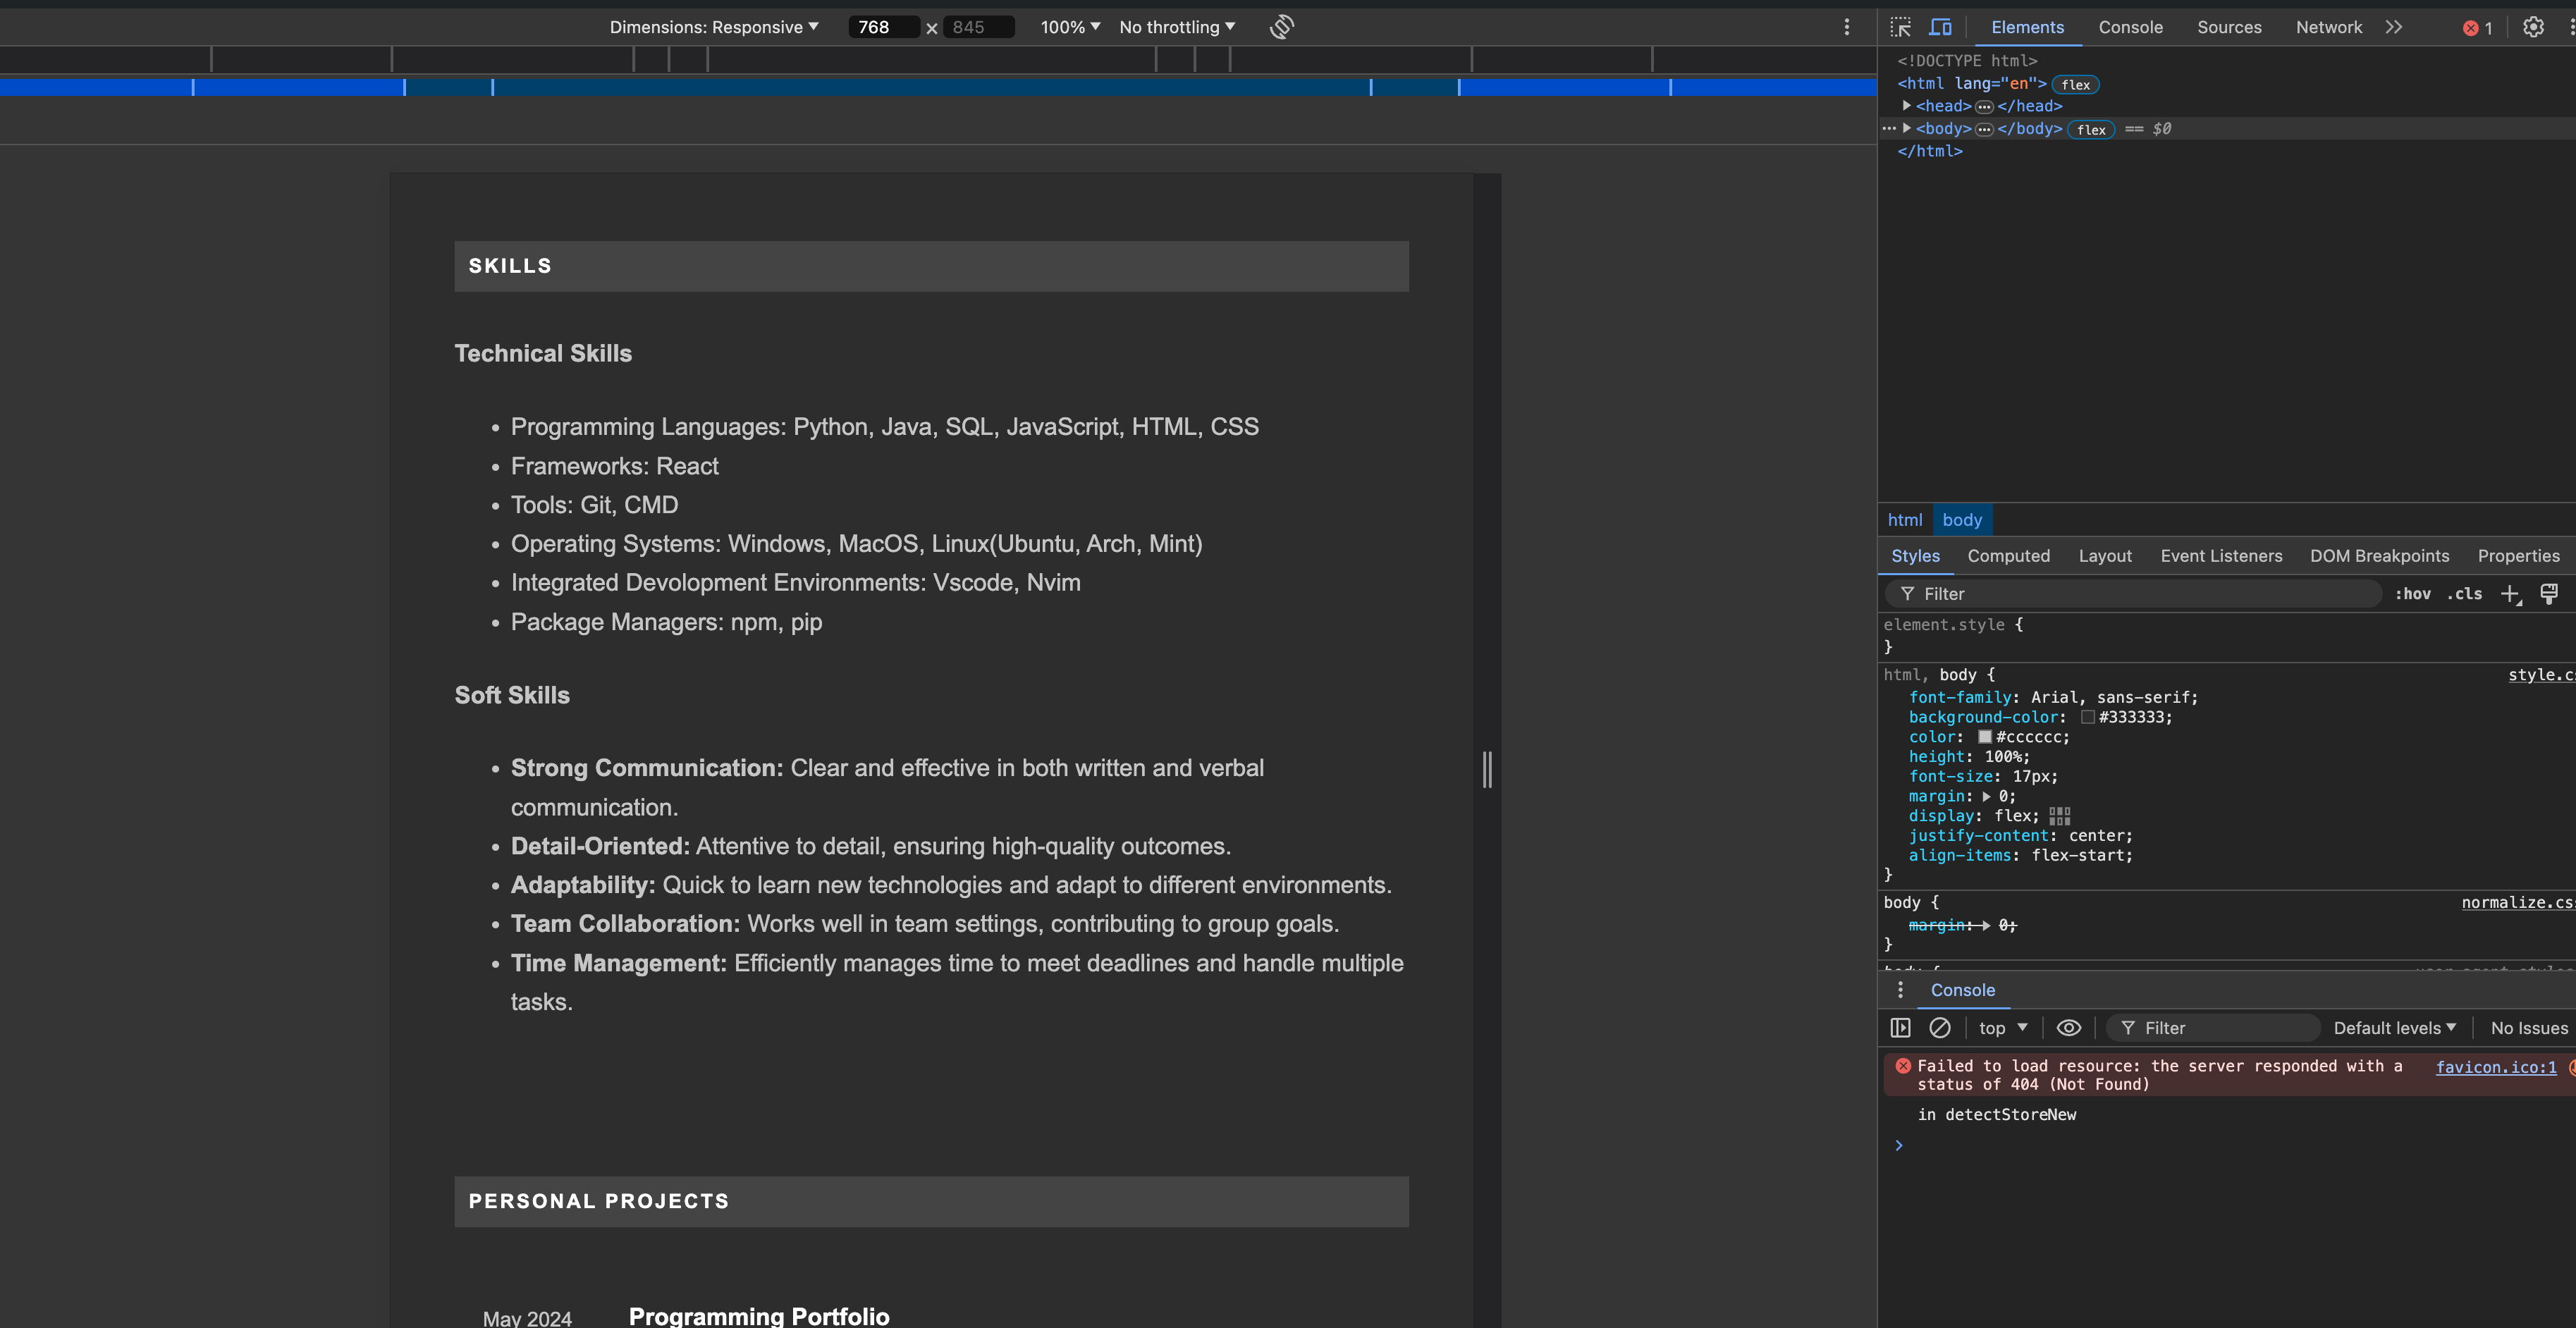 Dimensions: Responsive
768 x 845
100%
No throttling
Elements
Console
Sources
Network
1
<!DOCTYPE html>
<html lang="en"> flex
<head> ••• </head>
<body> ••• </body> flex == $0
</html>
SKILLS
Technical Skills
• Programming Languages: Python, Java, SQL, JavaScript, HTML, CSS
• Frameworks: React
• Tools: Git, CMD
• Operating Systems: Windows, MacOS, Linux(Ubuntu, Arch, Mint)
• Integrated Devolopment Environments: Vscode, Nvim
• Package Managers: npm, pip
Soft Skills
• Strong Communication: Clear and effective in both written and verbal
communication.
• Detail-Oriented: Attentive to detail, ensuring high-quality outcomes.
• Adaptability: Quick to learn new technologies and adapt to different environments.
• Team Collaboration: Works well in team settings, contributing to group goals.
• Time Management: Efficiently manages time to meet deadlines and handle multiple
tasks.
PERSONAL PROJECTS
May 2024
Programming Portfolio
html body
Styles Computed Layout Event Listeners DOM Breakpoints Properties
Filter :hov .cls
element.style {
}
html, body { style.c
font-family: Arial, sans-serif;
background-color: #333333;
color: #cccccc;
height: 100%;
font-size: 17px;
margin: 0;
display: flex;
justify-content: center;
align-items: flex-start;
}
body { normalize.cs
margin: 0;
}
Console
top Filter Default levels No Issues
Failed to load resource: the server responded with a favicon.ico:1
status of 404 (Not Found)
in detectStoreNew